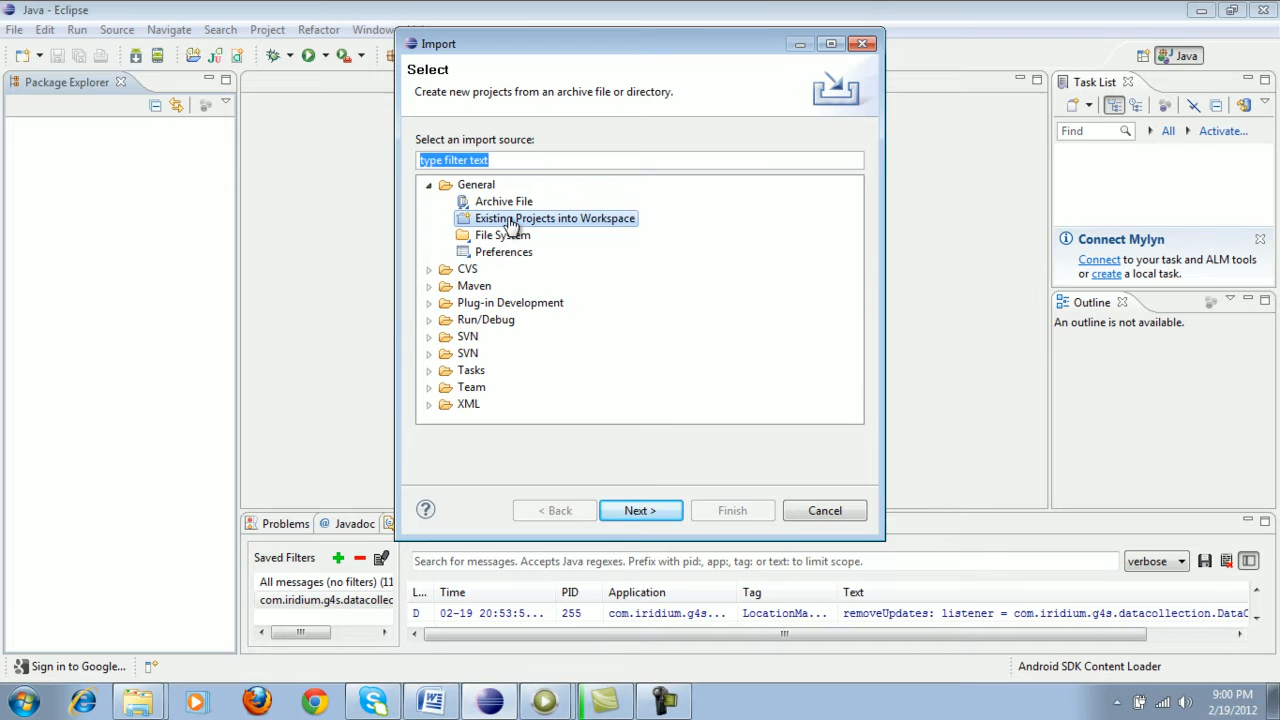 Java - Eclipse
File Edit Run Source Navigate Search Project Refactor Window
Import
Select
Create new projects from an archive file or directory.
Select an import source:
type filter text
General
Archive File
Existing Projects into Workspace
File System
Preferences
CVS
Maven
Plug-in Development
Run/Debug
SVN
SVN
Tasks
Team
XML
< Back Next > Finish Cancel
Package Explorer
Java
Task List
Find All Activate...
Connect Mylyn
Connect to your task and ALM tools
or create a local task.
Outline
An outline is not available.
Problems @ Javadoc
Saved Filters
All messages (no filters) (11
com.iridium.g4s.datacollec
Search for messages. Accepts Java regexes. Prefix with pid:, app:, tag: or text: to limit scope.
verbose
L... Time PID Application Tag Text
D 02-19 20:53:5... 255 com.iridium.g4s... LocationMa... removeUpdates: listener = com.iridium.g4s.datacollection.DataC
Sign in to Google...
Android SDK Content Loader
9:00 PM
2/19/2012